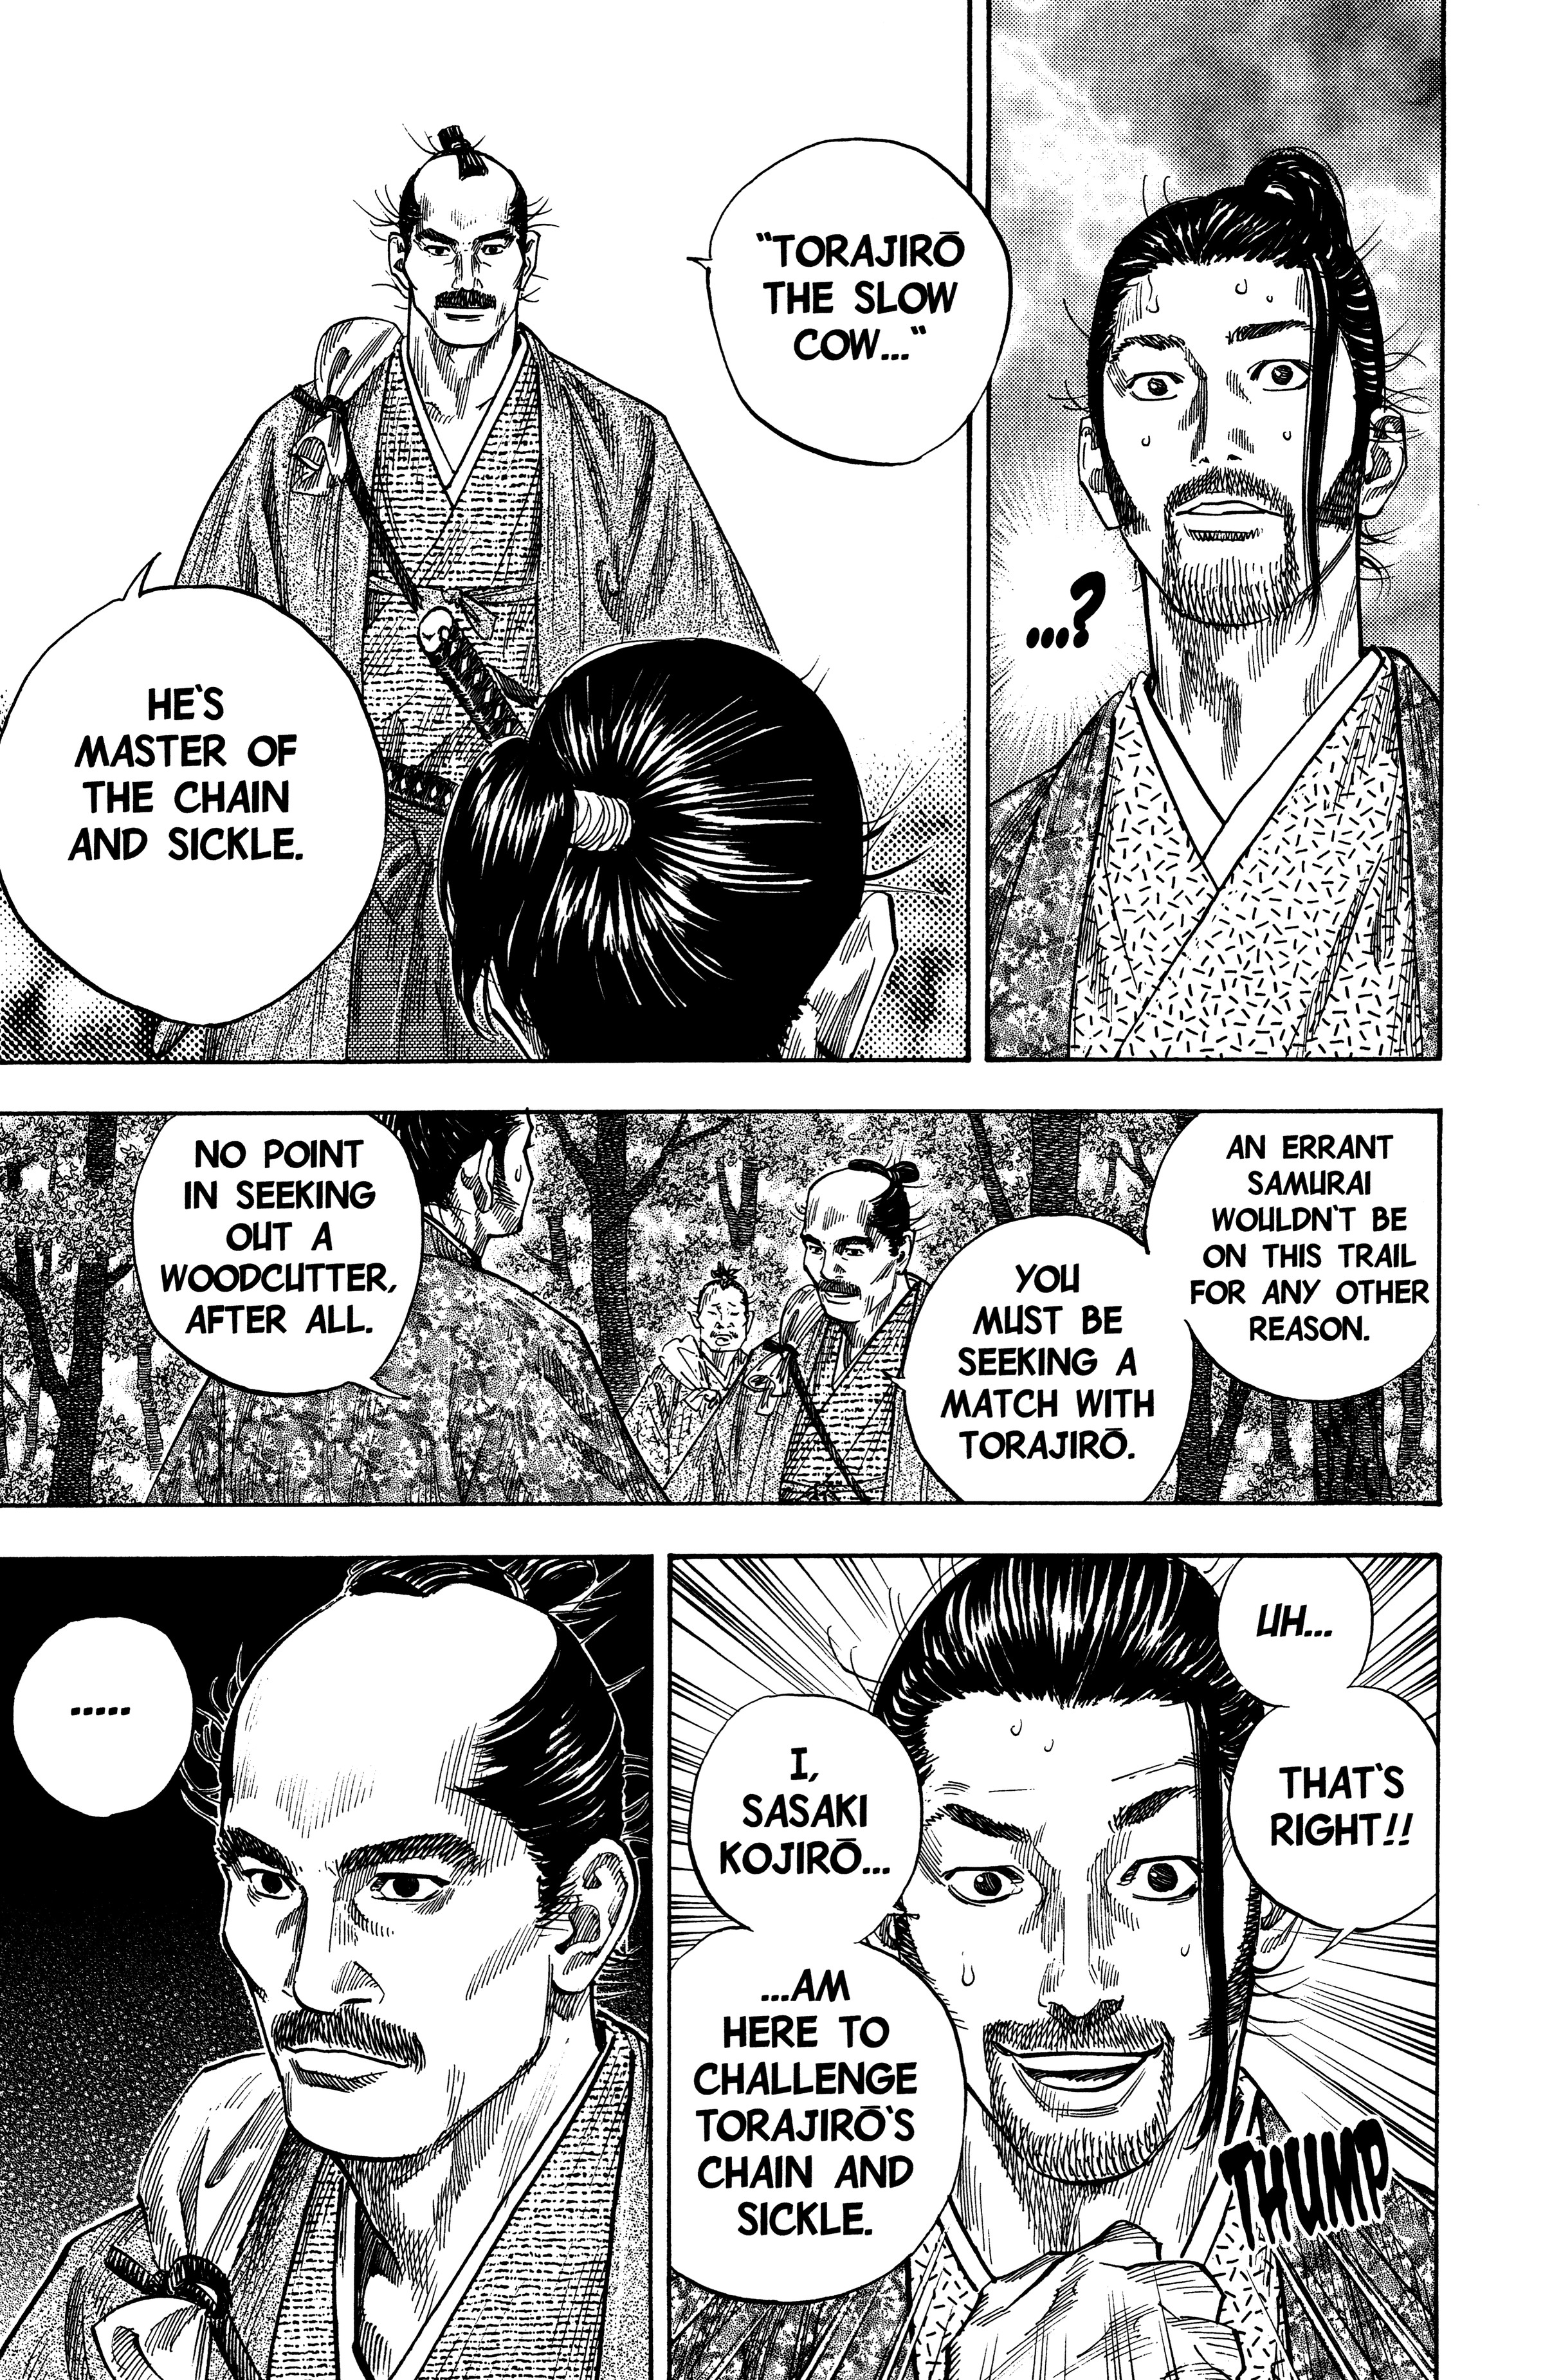 ...?
"TORAJIRŌ
THE SLOW
COW..."
HE'S
MASTER OF
THE CHAIN
AND SICKLE.
AN ERRANT
SAMURAI
WOULDN'T BE
ON THIS TRAIL
FOR ANY OTHER
REASON.
YOU
MUST BE
SEEKING A
MATCH WITH
TORAJIRŌ.
NO POINT
IN SEEKING
OUT A
WOODCUTTER,
AFTER ALL.
UH...
THAT'S
RIGHT!!
I,
SASAKI
KOJIRŌ...
...AM
HERE TO
CHALLENGE
TORAJIRŌ'S
CHAIN AND
SICKLE.
THUMP
.....